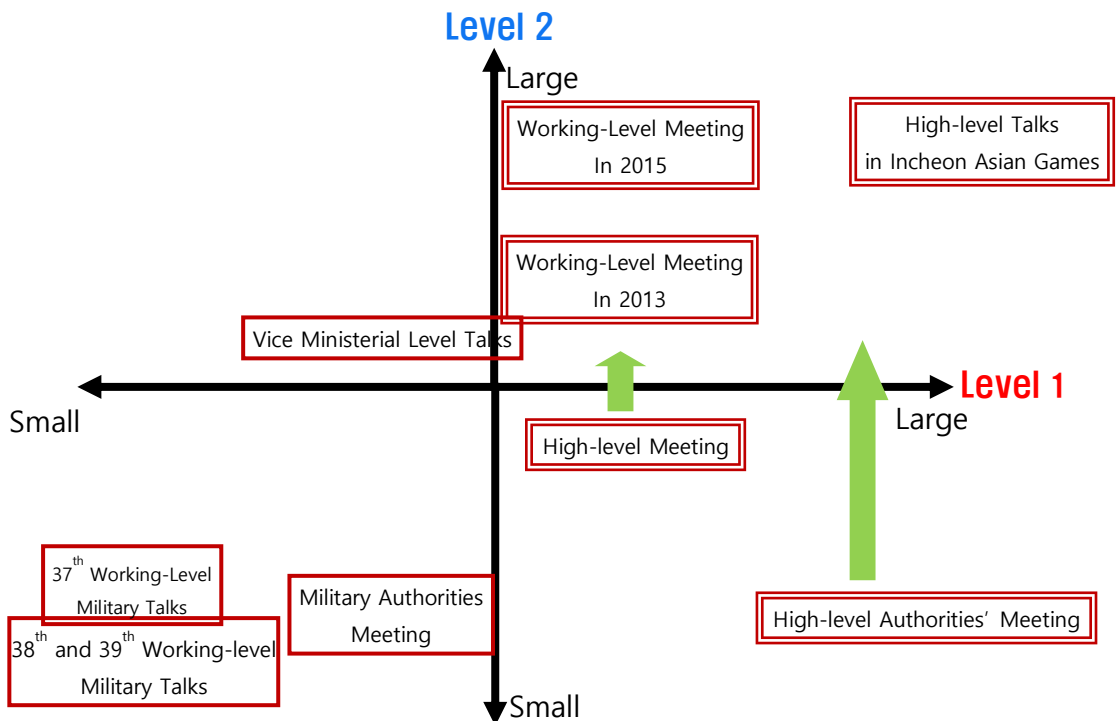 Level 2
Large
Working-Level Meeting
In 2015
High-level Talks
in Incheon Asian Games
Working-Level Meeting
In 2013
Vice Ministerial Level Talks
Level 1
Small
Large
High-level Meeting
37th Working-Level
Military Talks
Military Authorities
Meeting
High-level Authorities’ Meeting
38th and 39th Working-level
Military Talks
Small